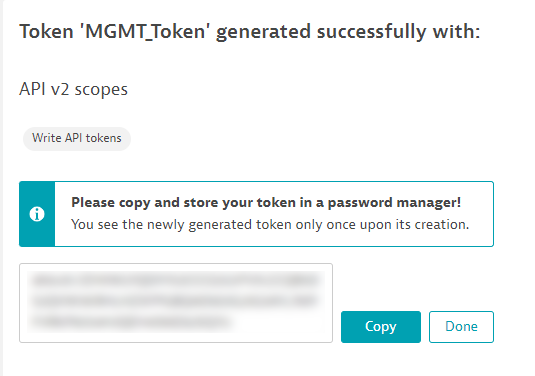 Token 'MGMT_Token' generated successfully with:
API v2 scopes
Write API tokens
Please copy and store your token in a password manager!
You see the newly generated token only once upon its creation.
Copy
Done